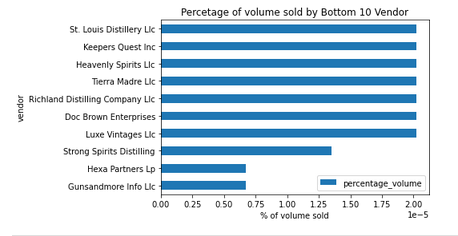 Percetage of volume sold by Bottom 10 Vendor
St. Louis Distillery Llc
Keepers Quest Inc
Heavenly Spirits Llc
Tierra Madre Llc
Richland Distilling Company Llc
Doc Brown Enterprises
Luxe Vintages Llc
Strong Spirits Distilling
Hexa Partners Lp
Gunsandmore Info Llc
vendor
percentage_volume
0.00 0.25 0.50 0.75 1.00 1.25 1.50 1.75 2.00
1e−5
% of volume sold